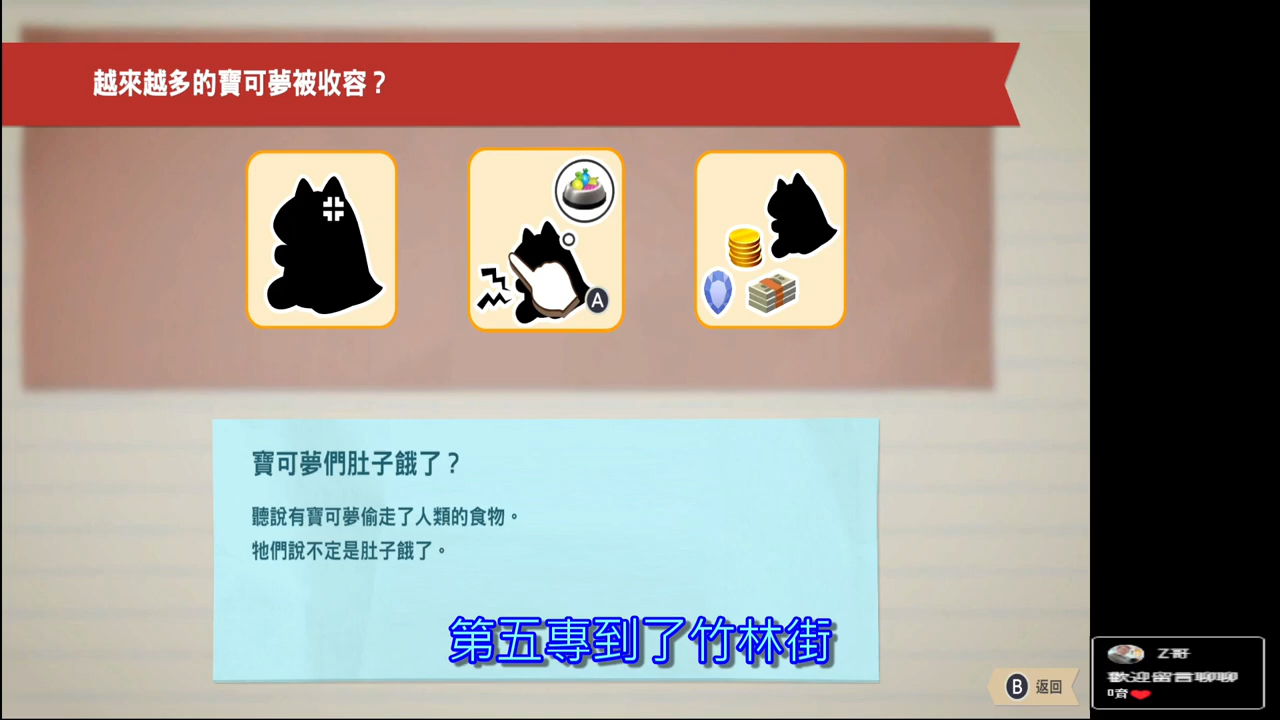 越來越多的寶可夢被收容？
A
寶可夢們肚子餓了？
聽說有寶可夢偷走了人類的食物。
牠們說不定是肚子餓了。
第五專到了竹林街
B 返回
Z哥
歡迎留言聊聊